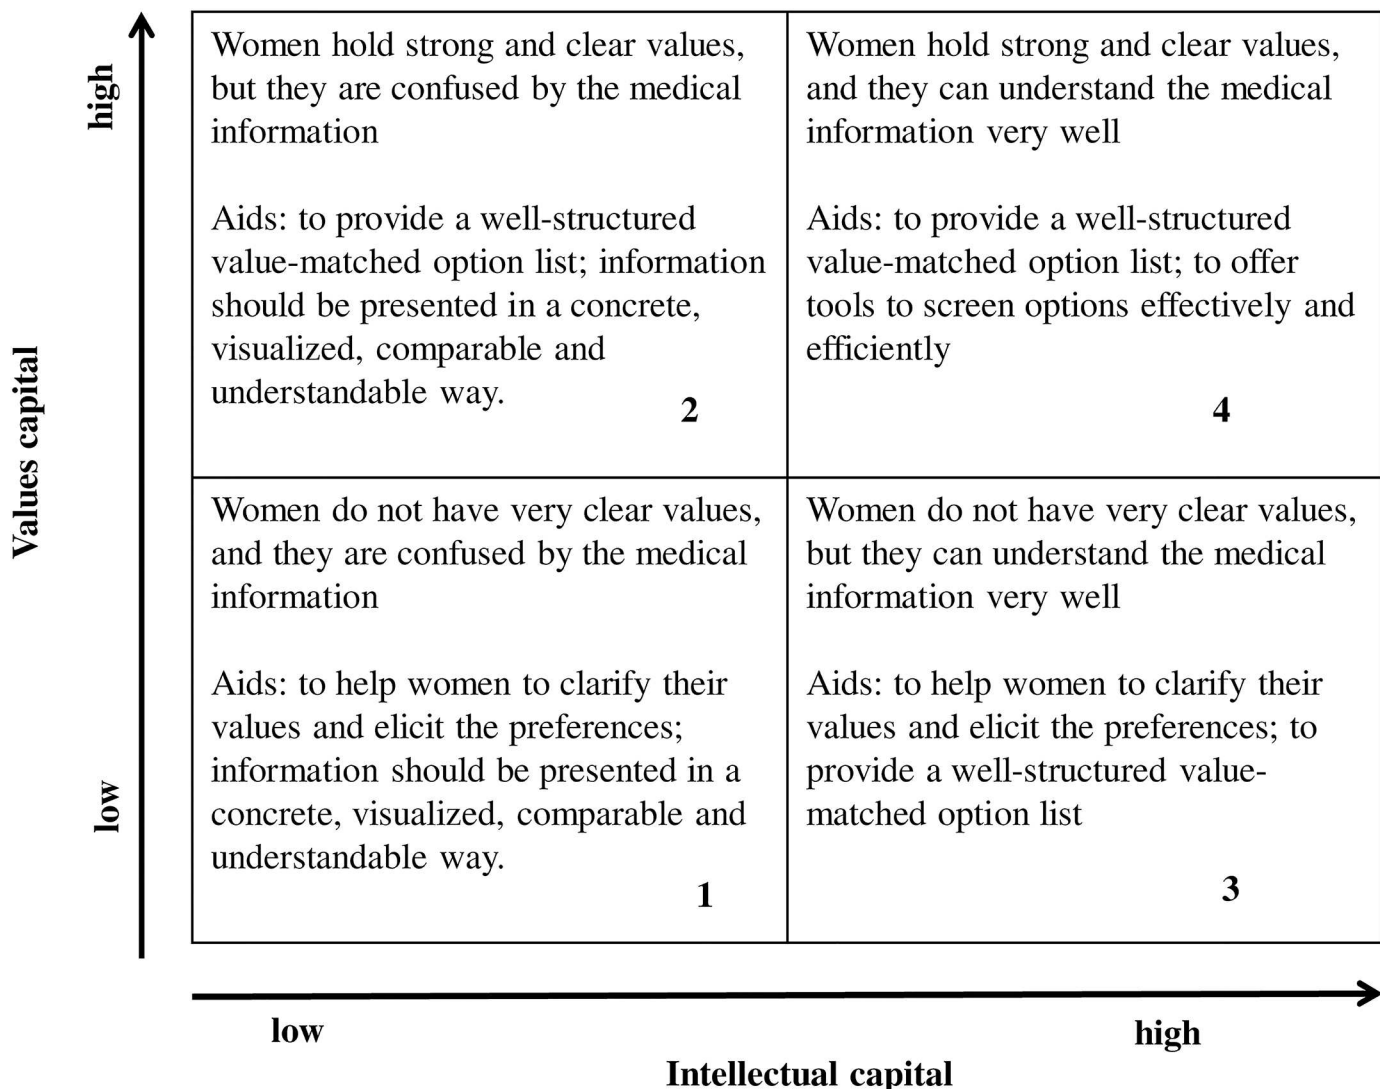 high
Values capital
low
Women hold strong and clear values,
but they are confused by the medical
information
Aids: to provide a well-structured
value-matched option list; information
should be presented in a concrete,
visualized, comparable and
understandable way.
2
Women hold strong and clear values,
and they can understand the medical
information very well
Aids: to provide a well-structured
value-matched option list; to offer
tools to screen options effectively and
efficiently
4
Women do not have very clear values,
and they are confused by the medical
information
Aids: to help women to clarify their
values and elicit the preferences;
information should be presented in a
concrete, visualized, comparable and
understandable way.
1
Women do not have very clear values,
but they can understand the medical
information very well
Aids: to help women to clarify their
values and elicit the preferences; to
provide a well-structured value-
matched option list
3
low
high
Intellectual capital